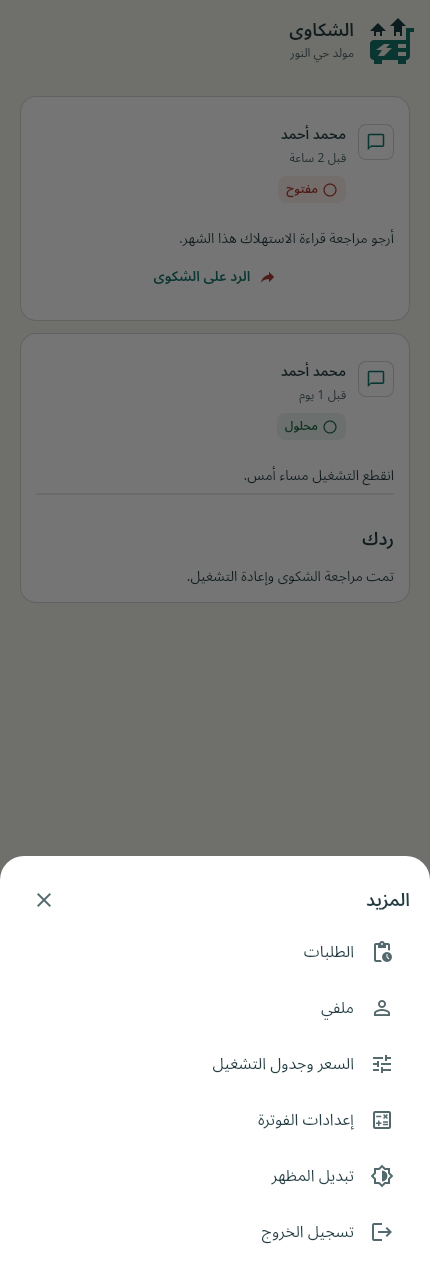 الشكاوى
مولد حي النور
محمد أحمد
قبل 2 ساعة
مفتوح
أرجو مراجعة قراءة الاستهلاك هذا الشهر.
الرد على الشكوى
محمد أحمد
قبل 1 يوم
محلول
انقطع التشغيل مساء أمس.
ردك
تمت مراجعة الشكوى وإعادة التشغيل.
المزيد
الطلبات
ملفي
السعر وجدول التشغيل
إعدادات الفوترة
تبديل المظهر
تسجيل الخروج